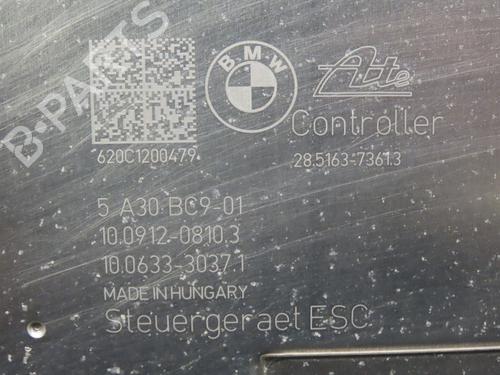 BMW
Ate
Controller
620C1200479
28.5163-7361.3
5 A30 BC9-01
10.0912-0810.3
10.0633-3037.1
MADE IN HUNGARY
Steuergeraet ESC
B-PARTS